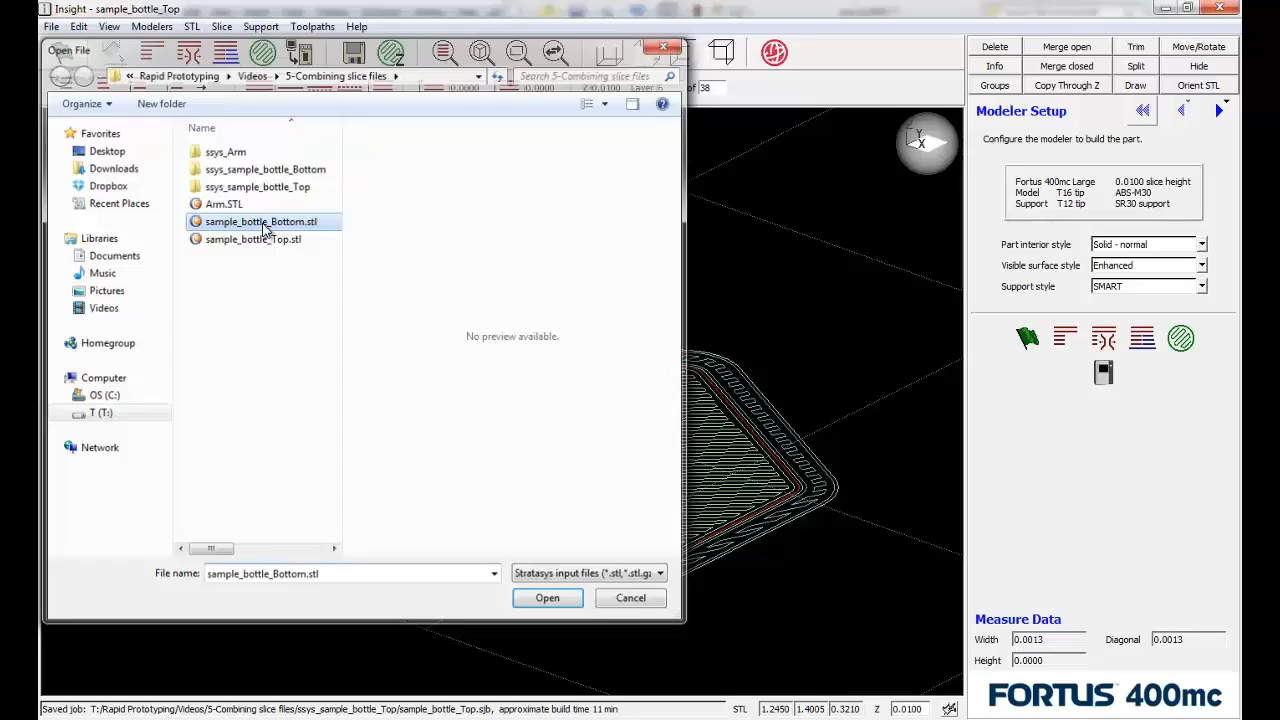 Insight - sample_bottle_Top
File Edit View Modelers STL Slice Support Toolpaths Help
Open File
Rapid Prototyping Videos 5-Combining slice files
Search 5-Combining slice files
of 38
Organize New folder
Favorites
Desktop
Downloads
Dropbox
Recent Places
Libraries
Documents
Music
Pictures
Videos
Homegroup
Computer
OS (C:)
T (T:)
Network
Name
ssys_Arm
ssys_sample_bottle_Bottom
ssys_sample_bottle_Top
Arm.STL
sample_bottle_Bottom.stl
sample_bottle_Top.stl
No preview available.
File name: sample_bottle_Bottom.stl
Stratasys input files (*.stl,*.stl.gz
Open Cancel
Y
X
Delete Merge open Trim Move/Rotate
Info Merge closed Split Hide
Groups Copy Through Z Draw Orient STL
Modeler Setup
Configure the modeler to build the part.
Fortus 400mc Large 0.0100 slice height
Model T16 tip ABS-M30
Support T12 tip SR30 support
Part interior style Solid - normal
Visible surface style Enhanced
Support style SMART
Measure Data
Width 0.0013 Diagonal 0.0013
Height 0.0000
FORTUS 400mc
Saved job: T:/Rapid Prototyping/Videos/5-Combining slice files/ssys_sample_bottle_Top/sample_bottle_Top.sjb, approximate build time 11 min
STL 1.2450 1.4005 0.3210 Z 0.0100